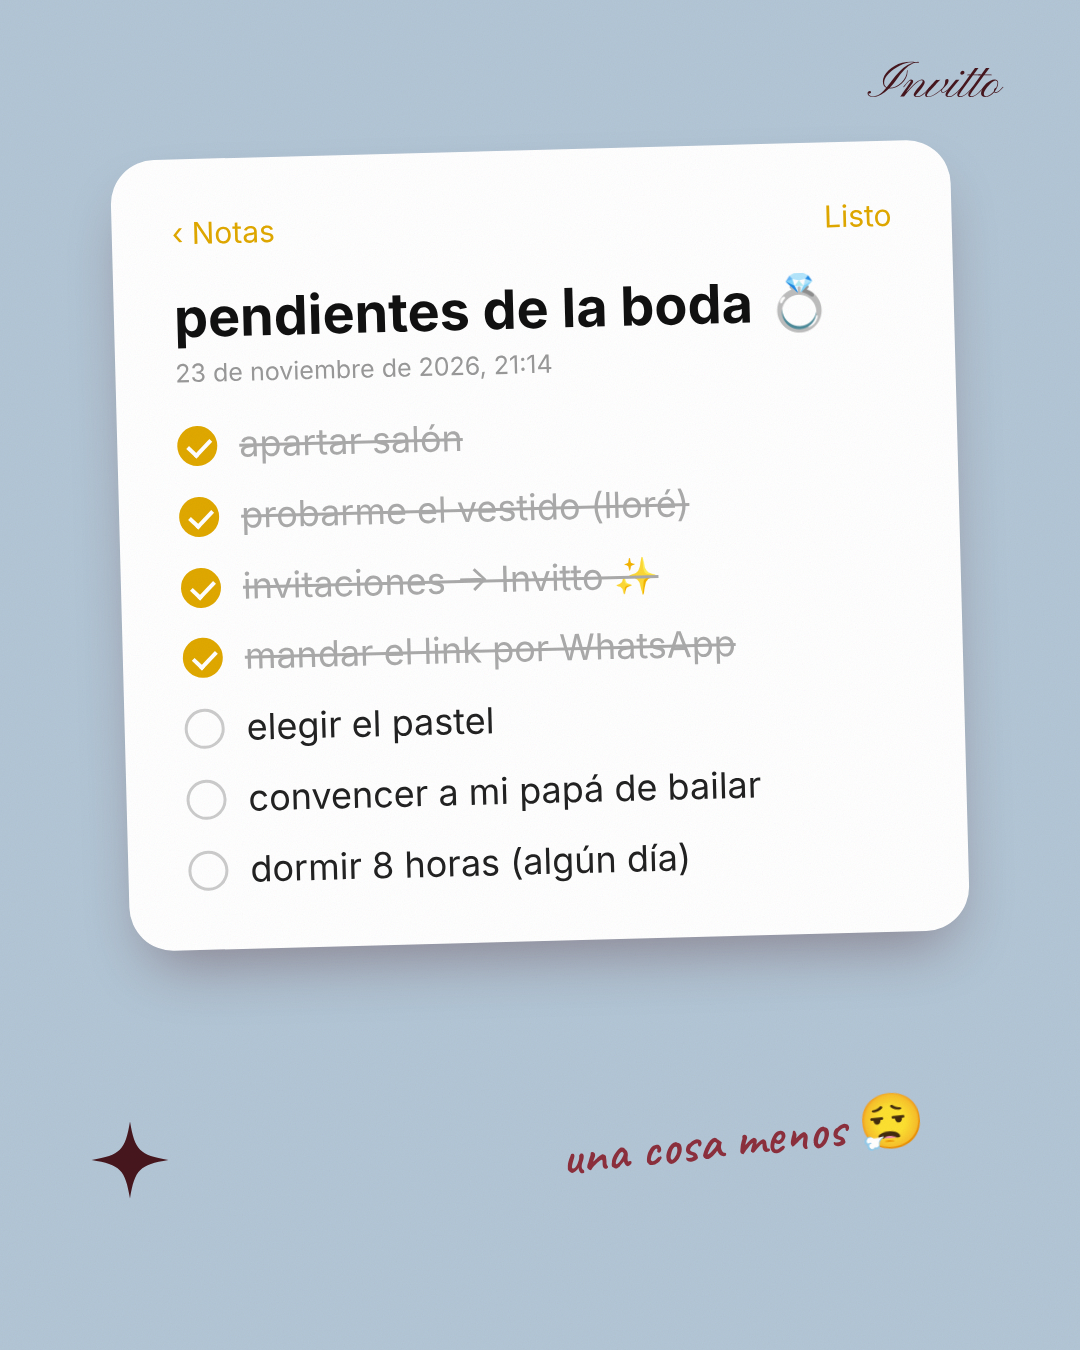 Invitto
‹ Notas
Listo
pendientes de la boda 💍
23 de noviembre de 2026, 21:14
apartar salón
probarme el vestido (lloré)
invitaciones → Invitto ✨
mandar el link por WhatsApp
elegir el pastel
convencer a mi papá de bailar
dormir 8 horas (algún día)
una cosa menos 😮‍💨